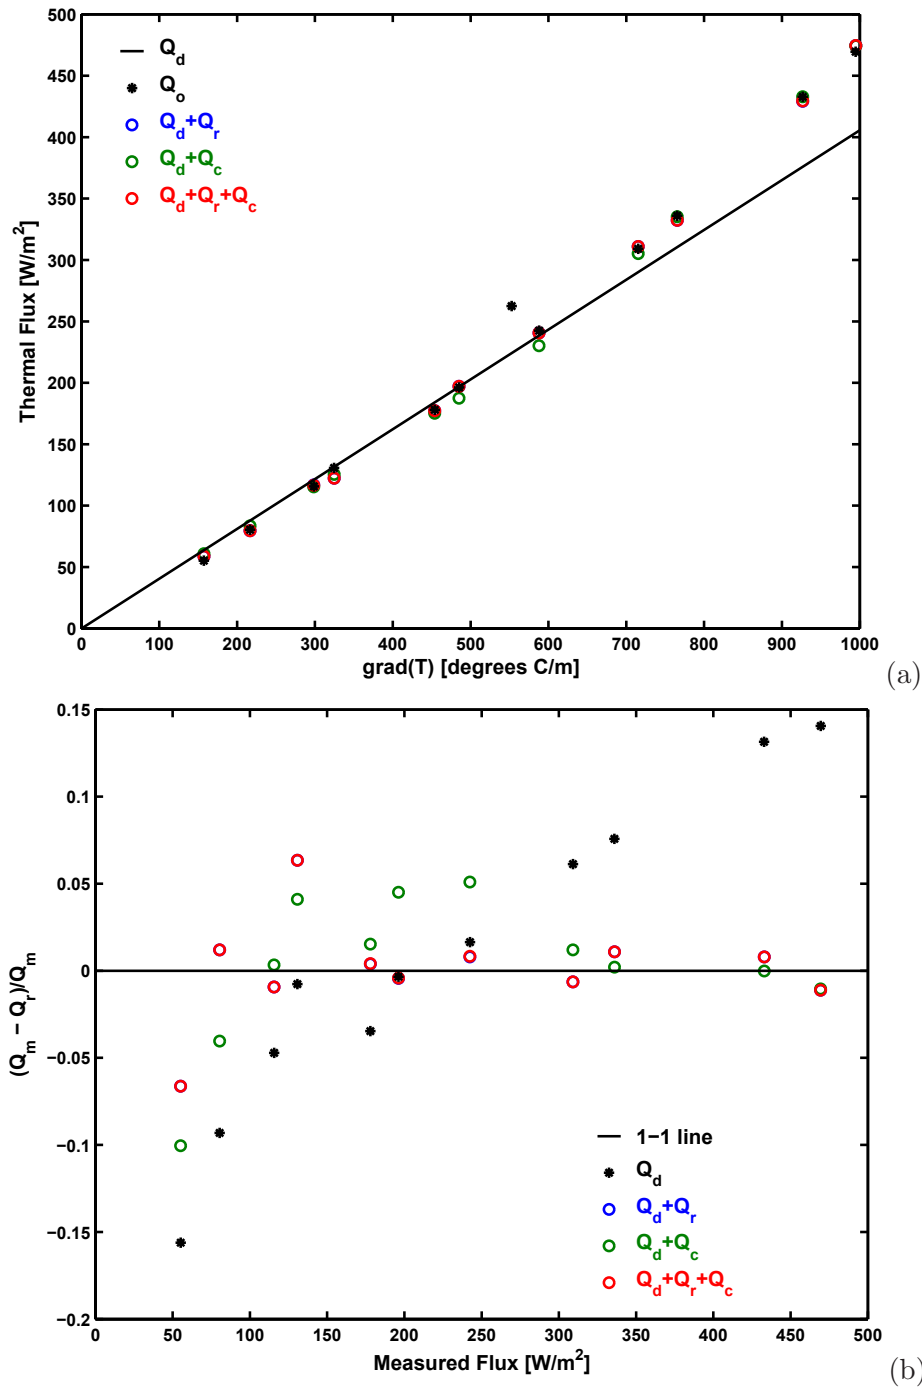 500
450
400
350
300
250
200
150
100
50
0
Thermal Flux [W/m²]
Q_d
Q_o
Q_d+Q_r
Q_d+Q_c
Q_d+Q_r+Q_c
0 100 200 300 400 500 600 700 800 900 1000
grad(T) [degrees C/m]
(a)
0.15
0.1
0.05
0
−0.05
−0.1
−0.15
−0.2
(Q_m − Q_r)/Q_m
1−1 line
Q_d
Q_d+Q_r
Q_d+Q_c
Q_d+Q_r+Q_c
0 50 100 150 200 250 300 350 400 450 500
Measured Flux [W/m²]
(b)